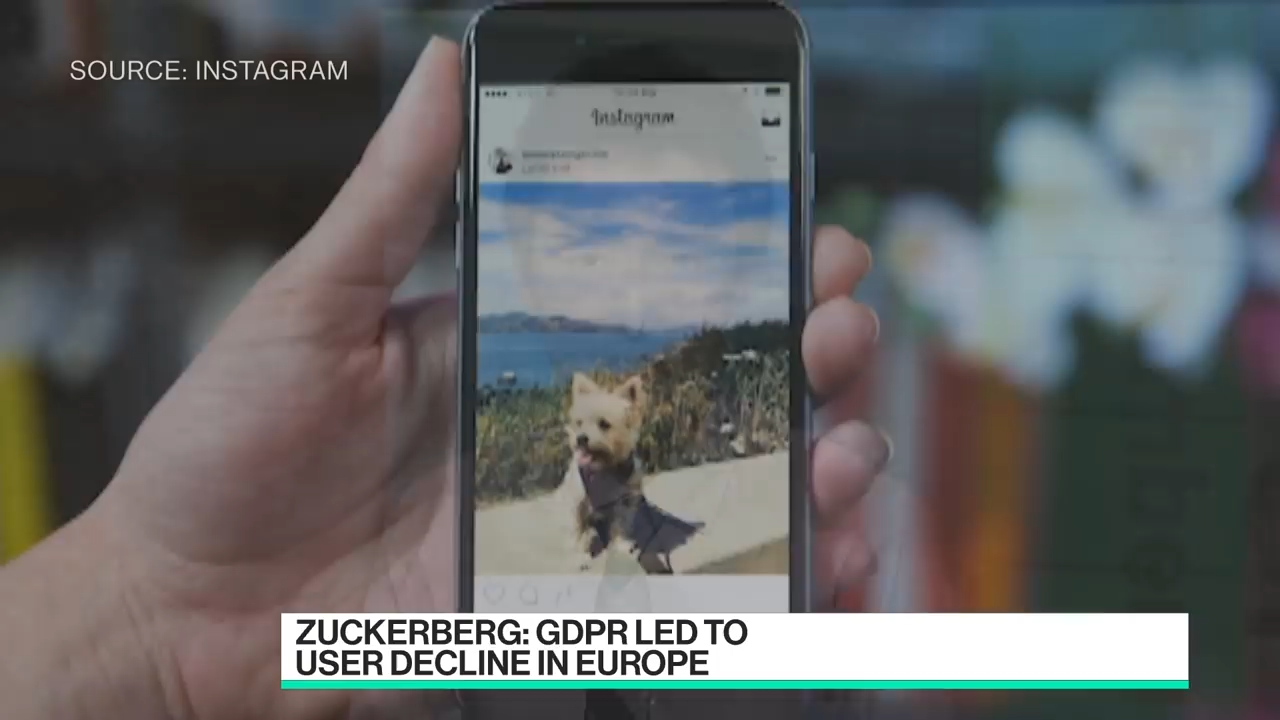 SOURCE: INSTAGRAM
Instagram
ZUCKERBERG: GDPR LED TO
USER DECLINE IN EUROPE